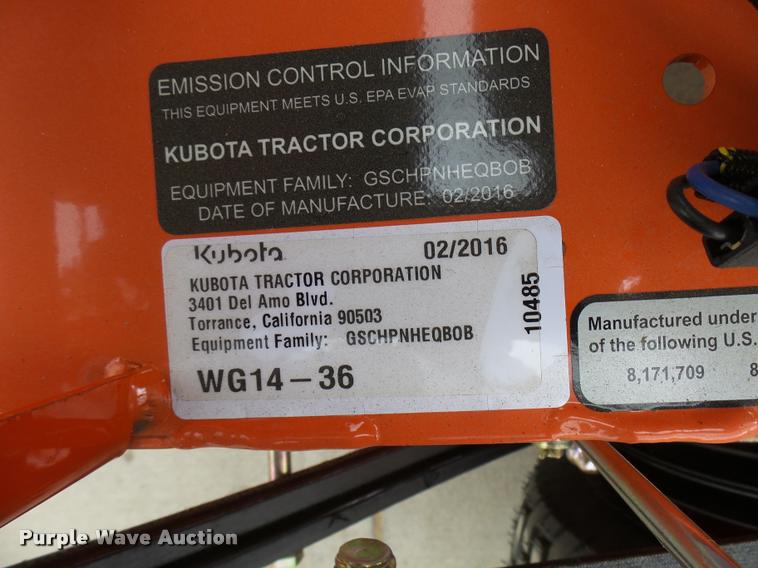 EMISSION CONTROL INFORMATION
THIS EQUIPMENT MEETS U.S. EPA EVAP STANDARDS
KUBOTA TRACTOR CORPORATION
EQUIPMENT FAMILY: GSCHPNHEQBOB
DATE OF MANUFACTURE: 02/2016
Kubota 02/2016
KUBOTA TRACTOR CORPORATION
3401 Del Amo Blvd.
Torrance, California 90503
Equipment Family: GSCHPNHEQBOB
WG14-36
10485
Manufactured under
of the following U.S.
8,171,709 8
Purple Wave Auction